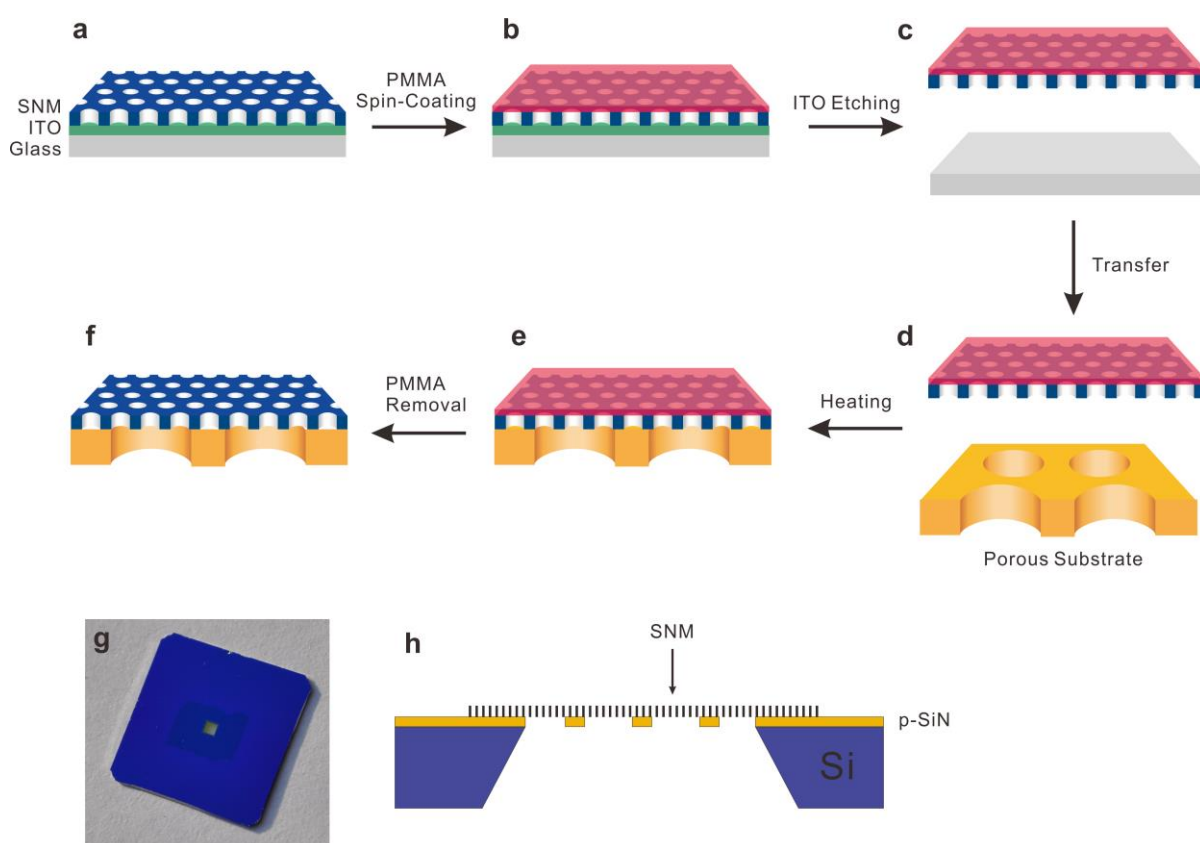 a
b
c
SNM
ITO
Glass
PMMA
Spin-Coating
ITO Etching
Transfer
f
e
d
PMMA
Removal
Heating
Porous Substrate
g
h
SNM
p-SiN
Si